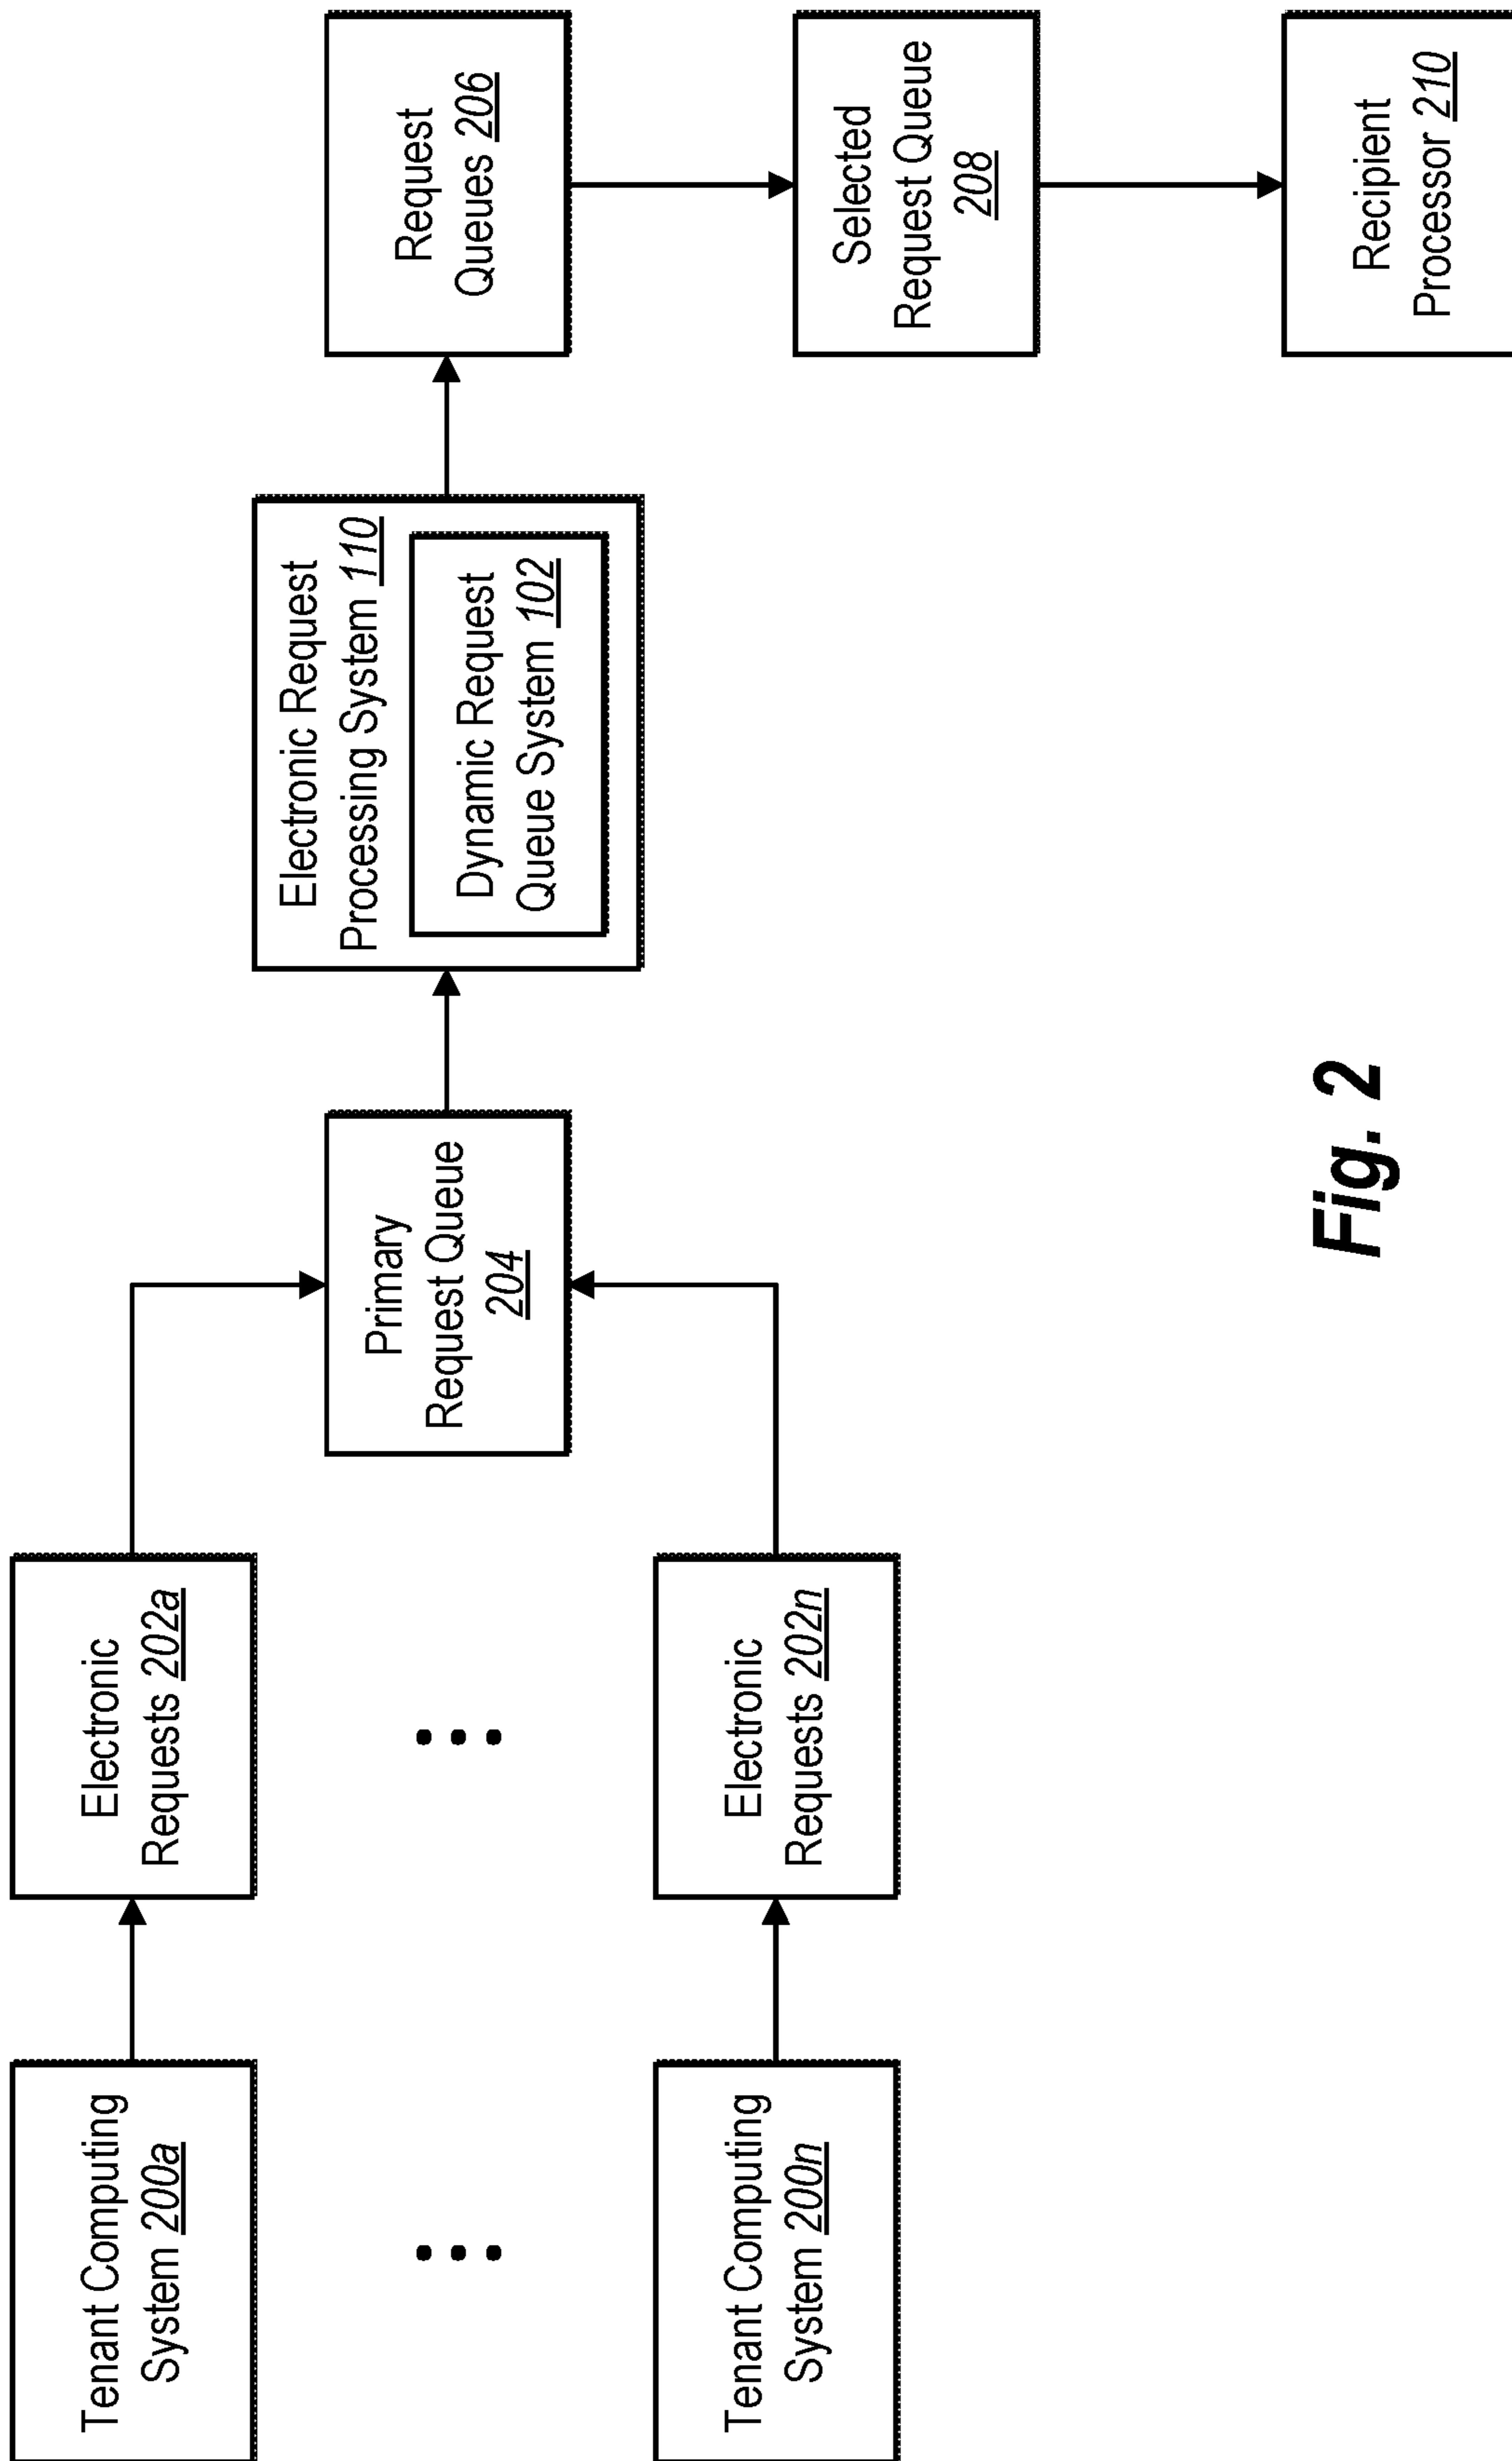 Tenant Computing
System 200a
Electronic
Requests 202a
Tenant Computing
System 200n
Electronic
Requests 202n
Primary
Request Queue
204
Electronic Request
Processing System 110
Dynamic Request
Queue System 102
Request
Queues 206
Selected
Request Queue
208
Recipient
Processor 210
Fig. 2